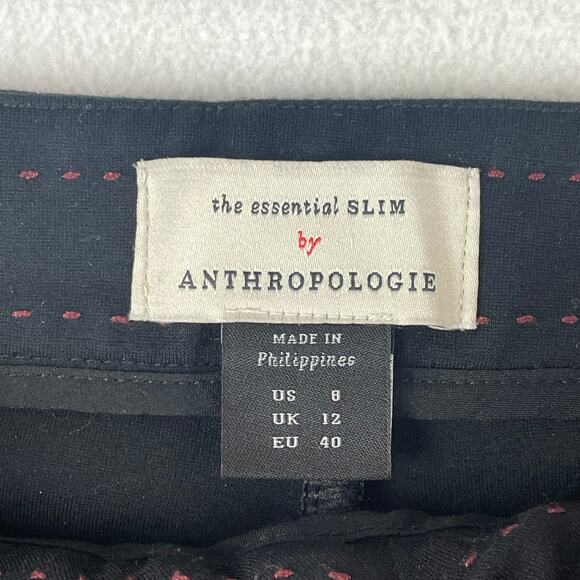 the essential SLIM
by
ANTHROPOLOGIE
MADE IN
Philippines
US 8
UK 12
EU 40